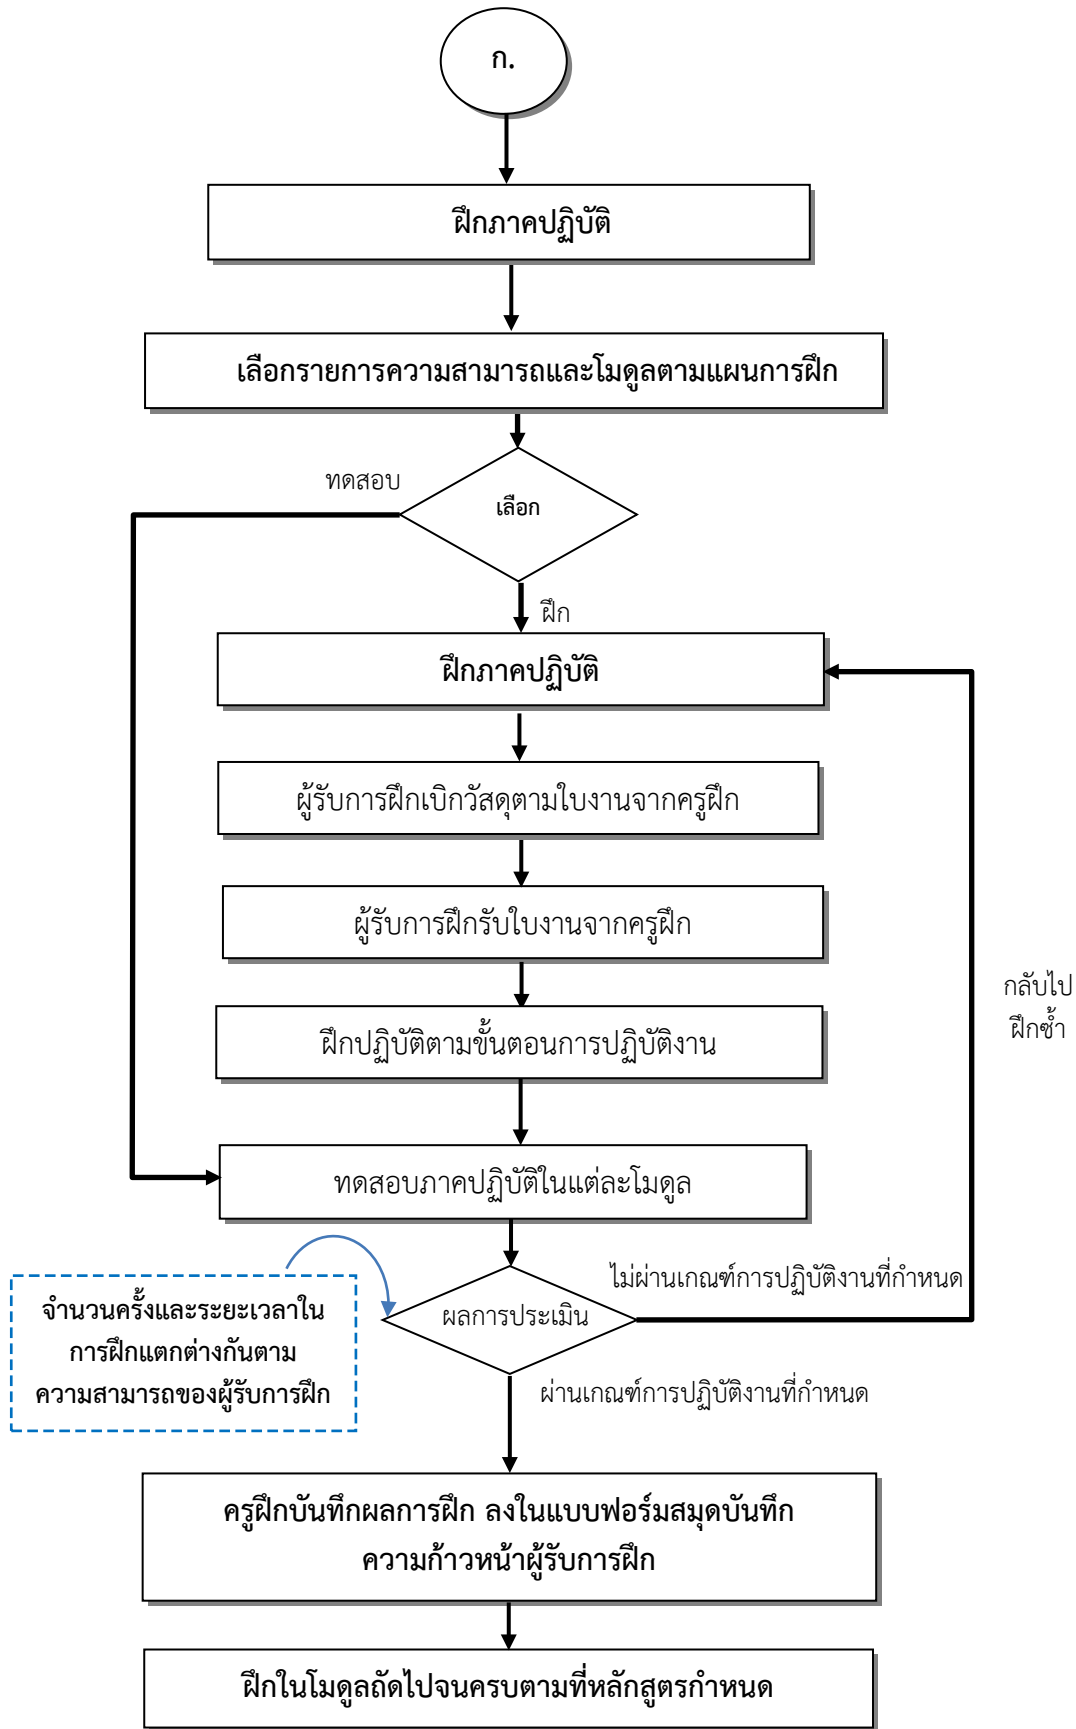 ก.
ฝึกภาคปฏิบัติ
เลือกรายการความสามารถและโมดูลตามแผนการฝึก
ทดสอบ
เลือก
ฝึก
ฝึกภาคปฏิบัติ
ผู้รับการฝึกเบิกวัสดุตามใบงานจากครูฝึก
ผู้รับการฝึกรับใบงานจากครูฝึก
กลับไป
ฝึกซ้ำ
ฝึกปฏิบัติตามขั้นตอนการปฏิบัติงาน
ทดสอบภาคปฏิบัติในแต่ละโมดูล
ไม่ผ่านเกณฑ์การปฏิบัติงานที่กำหนด
ผลการประเมิน
จำนวนครั้งและระยะเวลาใน
การฝึกแตกต่างกันตาม
ความสามารถของผู้รับการฝึก
ผ่านเกณฑ์การปฏิบัติงานที่กำหนด
ครูฝึกบันทึกผลการฝึก ลงในแบบฟอร์มสมุดบันทึก
ความก้าวหน้าผู้รับการฝึก
ฝึกในโมดูลถัดไปจนครบตามที่หลักสูตรกำหนด